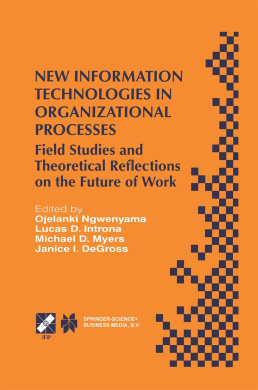 NEW INFORMATION
TECHNOLOGIES IN
ORGANIZATIONAL
PROCESSES
Field Studies and
Theoretical Reflections
on the Future of Work
Edited by
Ojelanki Ngwenyama
Lucas D. Introna
Michael D. Myers
Janice I. DeGross
IFIP
SPRINGER-SCIENCE+
BUSINESS MEDIA, B.V.